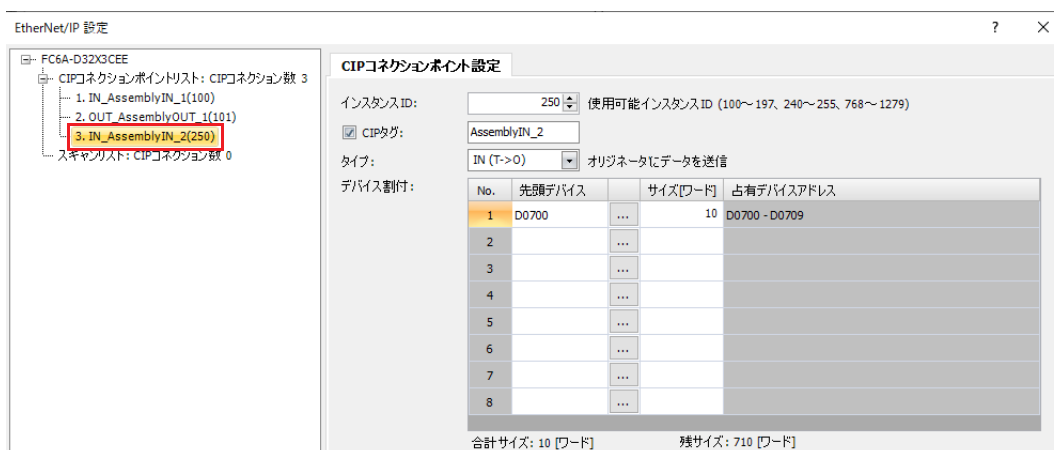 EtherNet/IP 設定 ? ×
FC6A-D32X3CEE
CIPコネクションポイントリスト: CIPコネクション数 3
1. IN_AssemblyIN_1(100)
2. OUT_AssemblyOUT_1(101)
3. IN_AssemblyIN_2(250)
スキャンリスト: CIPコネクション数 0
CIPコネクションポイント設定
インスタンスID: 250 使用可能インスタンスID (100～197、240～255、768～1279)
CIPタグ: AssemblyIN_2
タイプ: IN (T->O) オリジネータにデータを送信
デバイス割付:
No. 先頭デバイス サイズ[ワード] 占有デバイスアドレス
1 D0700 ... 10 D0700 - D0709
2 ...
3 ...
4 ...
5 ...
6 ...
7 ...
8 ...
合計サイズ: 10 [ワード] 残サイズ: 710 [ワード]